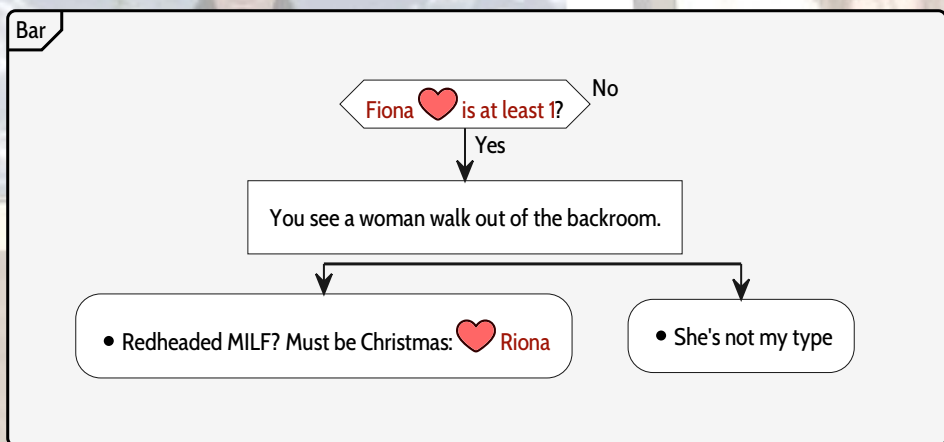 Bar
Fiona is at least 1?
No
Yes
You see a woman walk out of the backroom.
• Redheaded MILF? Must be Christmas: Riona
• She's not my type